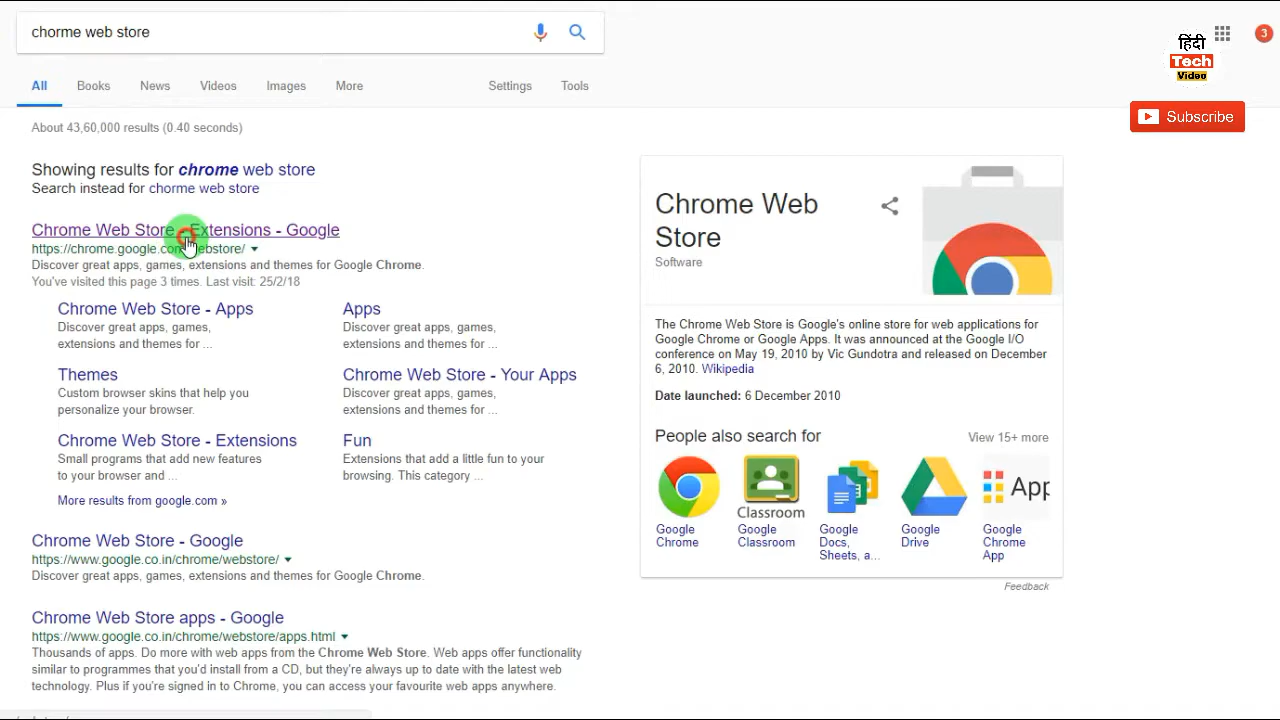 chorme web store
3
हिंदी
Tech
Video
All
Books
News
Videos
Images
More
Settings
Tools
Subscribe
About 43,60,000 results (0.40 seconds)
Showing results for chrome web store
Search instead for chorme web store
Chrome Web Store - Extensions - Google
https://chrome.google.com/webstore/
Discover great apps, games, extensions and themes for Google Chrome.
You've visited this page 3 times. Last visit: 25/2/18
Chrome Web Store - Apps
Discover great apps, games,
extensions and themes for ...
Apps
Discover great apps, games,
extensions and themes for ...
Themes
Custom browser skins that help you
personalize your browser.
Chrome Web Store - Your Apps
Discover great apps, games,
extensions and themes for ...
Chrome Web Store - Extensions
Small programs that add new features
to your browser and ...
Fun
Extensions that add a little fun to your
browsing. This category ...
More results from google.com »
Chrome Web Store - Google
https://www.google.co.in/chrome/webstore/
Discover great apps, games, extensions and themes for Google Chrome.
Chrome Web Store apps - Google
https://www.google.co.in/chrome/webstore/apps.html
Thousands of apps. Do more with web apps from the Chrome Web Store. Web apps offer functionality
similar to programmes that you'd install from a CD, but they're always up to date with the latest web
technology. Plus if you're signed in to Chrome, you can access your favourite web apps anywhere.
Chrome Web
Store
Software
The Chrome Web Store is Google's online store for web applications for
Google Chrome or Google Apps. It was announced at the Google I/O
conference on May 19, 2010 by Vic Gundotra and released on December
6, 2010. Wikipedia
Date launched: 6 December 2010
People also search for
View 15+ more
Classroom
App
Google
Chrome
Google
Classroom
Google
Docs,
Sheets, a...
Google
Drive
Google
Chrome
App
Feedback